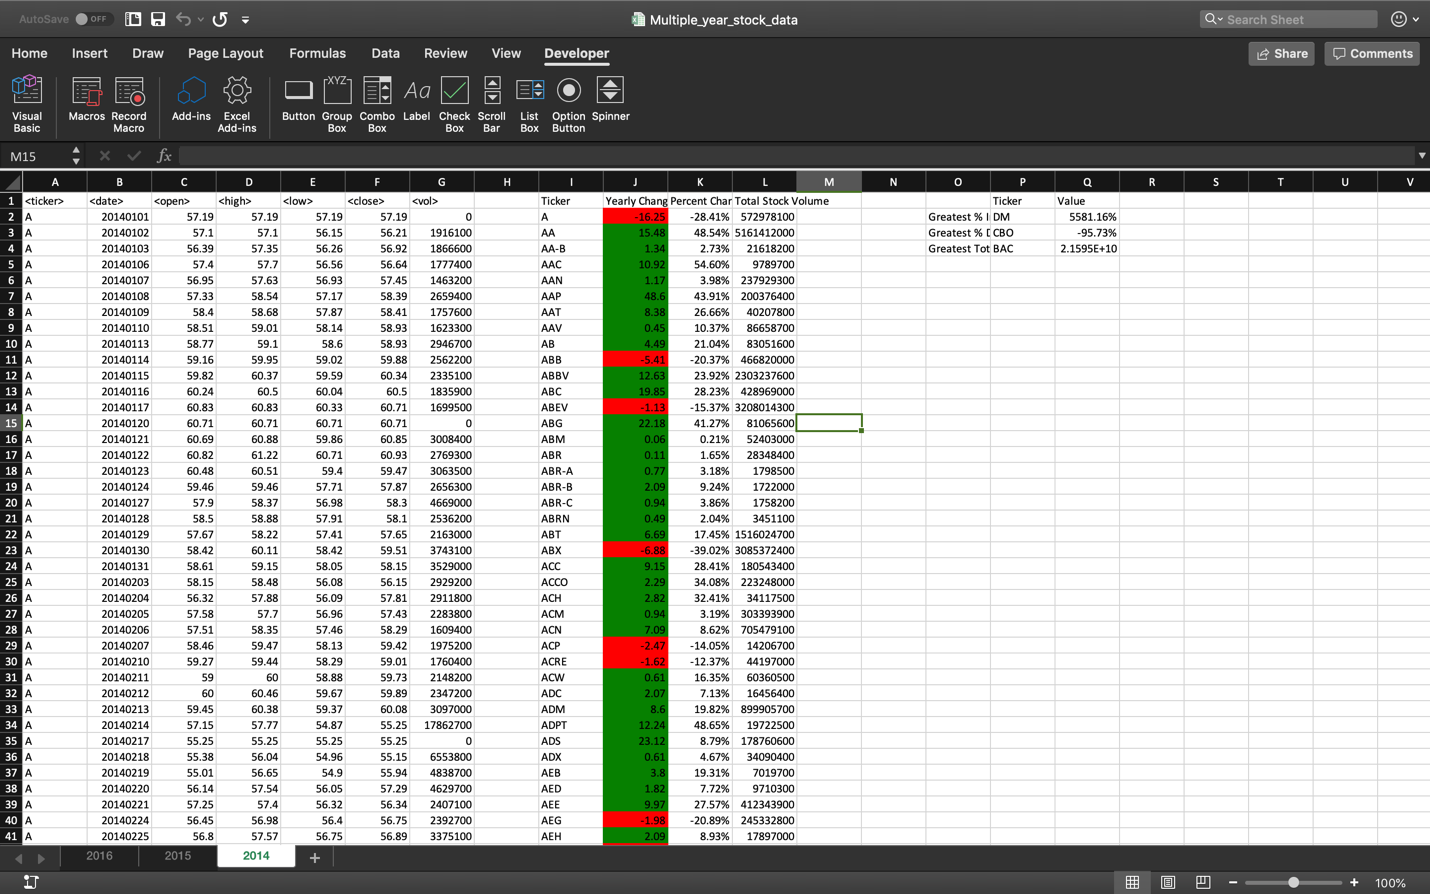 AutoSave OFF Multiple_year_stock_data Search Sheet
Home Insert Draw Page Layout Formulas Data Review View Developer Share Comments
Visual Basic Macros Record Macro Add-ins Excel Add-ins Button Group Box Combo Box Label Check Box Scroll Bar List Box Option Button Spinner
XYZ Aa
M15 fx
A B C D E F G H I J K L M N O P Q R S T U V
1 <ticker> <date> <open> <high> <low> <close> <vol> Ticker Yearly Chang Percent Char Total Stock Volume Ticker Value
2 A 20140101 57.19 57.19 57.19 57.19 0 A -16.25 -28.41% 572978100 Greatest % I DM 5581.16%
3 A 20140102 57.1 57.1 56.15 56.21 1916100 AA 15.48 48.54% 5161412000 Greatest % D CBO -95.73%
4 A 20140103 56.39 57.35 56.26 56.92 1866600 AA-B 1.34 2.73% 21618200 Greatest Tot BAC 2.1595E+10
5 A 20140106 57.4 57.7 56.56 56.64 1777400 AAC 10.92 54.60% 9789700
6 A 20140107 56.95 57.63 56.93 57.45 1463200 AAN 1.17 3.98% 237929300
7 A 20140108 57.33 58.54 57.17 58.39 2659400 AAP 48.6 43.91% 200376400
8 A 20140109 58.4 58.68 57.87 58.41 1757600 AAT 8.38 26.66% 40207800
9 A 20140110 58.51 59.01 58.14 58.93 1623300 AAV 0.45 10.37% 86658700
10 A 20140113 58.77 59.1 58.6 58.93 2946700 AB 4.49 21.04% 83051600
11 A 20140114 59.16 59.95 59.02 59.88 2562200 ABB -5.41 -20.37% 466820000
12 A 20140115 59.82 60.37 59.59 60.34 2335100 ABBV 12.63 23.92% 2303237600
13 A 20140116 60.24 60.5 60.04 60.5 1835900 ABC 19.85 28.23% 428969000
14 A 20140117 60.83 60.83 60.33 60.71 1699500 ABEV -1.13 -15.37% 3208014300
15 A 20140120 60.71 60.71 60.71 60.71 0 ABG 22.18 41.27% 81065600
16 A 20140121 60.69 60.88 59.86 60.85 3008400 ABM 0.06 0.21% 52403000
17 A 20140122 60.82 61.22 60.71 60.93 2769300 ABR 0.11 1.65% 28348400
18 A 20140123 60.48 60.51 59.4 59.47 3063500 ABR-A 0.77 3.18% 1798500
19 A 20140124 59.46 59.46 57.71 57.87 2656300 ABR-B 2.09 9.24% 1722000
20 A 20140127 57.9 58.37 56.98 58.3 4669000 ABR-C 0.94 3.86% 1758200
21 A 20140128 58.5 58.88 57.91 58.1 2536200 ABRN 0.49 2.04% 3451100
22 A 20140129 57.67 58.22 57.41 57.65 2163000 ABT 6.69 17.45% 1516024700
23 A 20140130 58.42 60.11 58.42 59.51 3743100 ABX -6.88 -39.02% 3085372400
24 A 20140131 58.61 59.15 58.05 58.15 3529000 ACC 9.15 28.41% 180543400
25 A 20140203 58.15 58.48 56.08 56.15 2929200 ACCO 2.29 34.08% 223248000
26 A 20140204 56.32 57.88 56.09 57.81 2911800 ACH 2.82 32.41% 34117500
27 A 20140205 57.58 57.7 56.96 57.43 2283800 ACM 0.94 3.19% 303393900
28 A 20140206 57.51 58.35 57.46 58.29 1609400 ACN 7.09 8.62% 705479100
29 A 20140207 58.46 59.47 58.13 59.42 1975200 ACP -2.47 -14.05% 14206700
30 A 20140210 59.27 59.44 58.29 59.01 1760400 ACRE -1.62 -12.37% 44197000
31 A 20140211 59 60 58.88 59.73 2148200 ACW 0.61 16.35% 60360500
32 A 20140212 60 60.46 59.67 59.89 2347200 ADC 2.07 7.13% 16456400
33 A 20140213 59.45 60.38 59.37 60.08 3097000 ADM 8.6 19.82% 899905700
34 A 20140214 57.15 57.77 54.87 55.25 17862700 ADPT 12.24 48.65% 19722500
35 A 20140217 55.25 55.25 55.25 55.25 0 ADS 23.12 8.79% 178760600
36 A 20140218 55.38 56.04 54.96 55.15 6553800 ADX 0.61 4.67% 34090400
37 A 20140219 55.01 56.65 54.9 55.94 4838700 AEB 3.8 19.31% 7019700
38 A 20140220 56.14 57.54 56.05 57.29 4629700 AED 1.82 7.72% 9710300
39 A 20140221 57.25 57.4 56.32 56.34 2407100 AEE 9.97 27.57% 412343900
40 A 20140224 56.45 56.98 56.4 56.75 2392700 AEG -1.98 -20.89% 245332800
41 A 20140225 56.8 57.57 56.75 56.89 3375100 AEH 2.09 8.93% 17897000
2016 2015 2014 +
100%